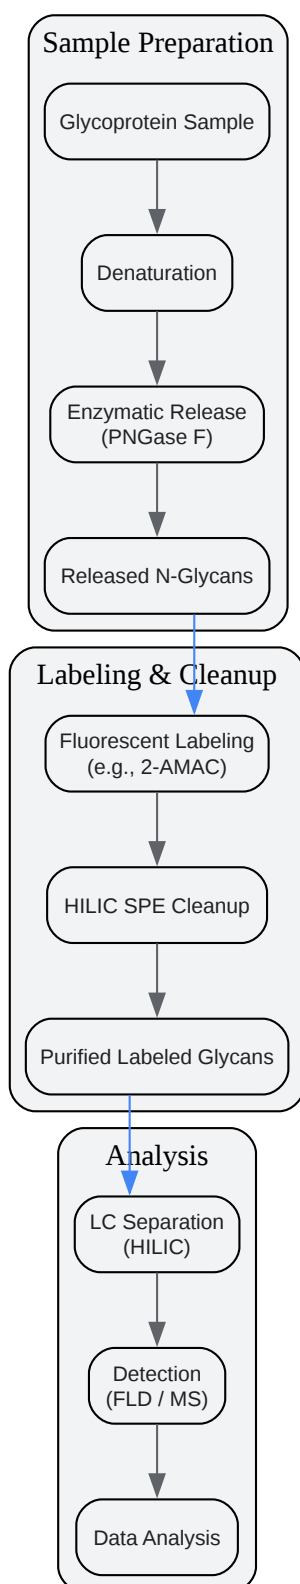 Sample Preparation
Glycoprotein Sample
Denaturation
Enzymatic Release
(PNGase F)
Released N-Glycans
Labeling & Cleanup
Fluorescent Labeling
(e.g., 2-AMAC)
HILIC SPE Cleanup
Purified Labeled Glycans
Analysis
LC Separation
(HILIC)
Detection
(FLD / MS)
Data Analysis